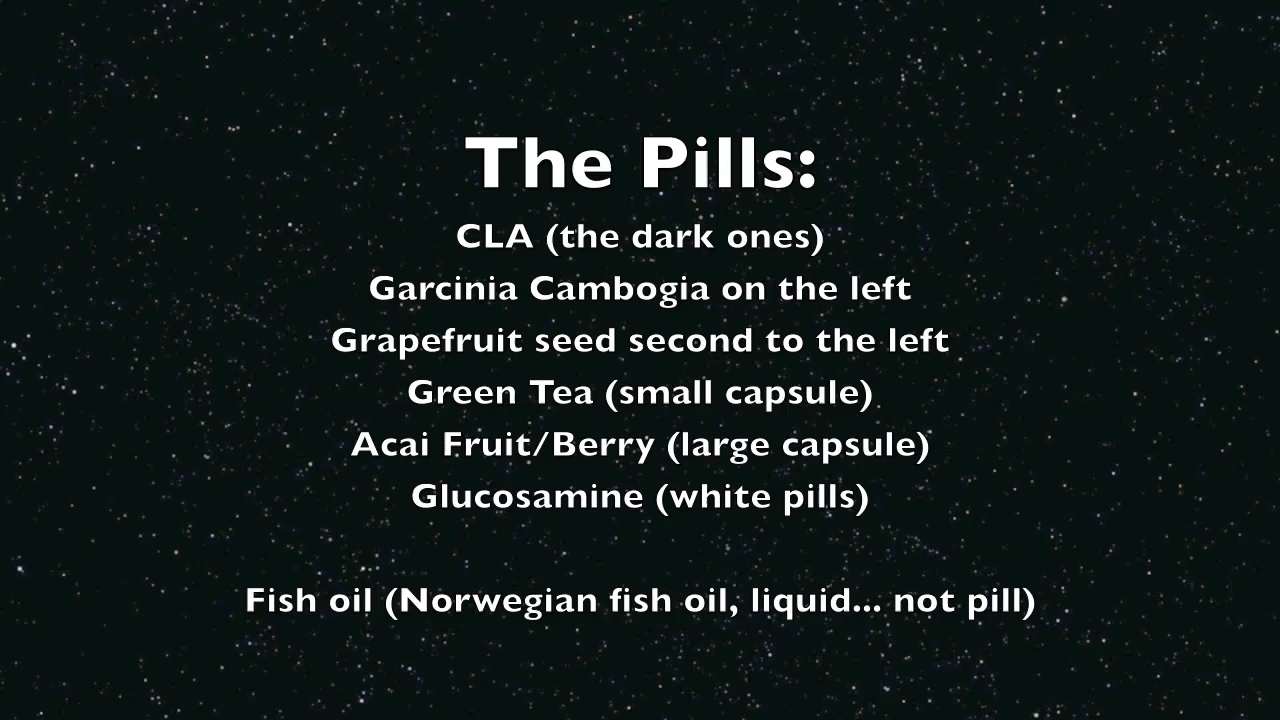 The Pills:
CLA (the dark ones)
Garcinia Cambogia on the left
Grapefruit seed second to the left
Green Tea (small capsule)
Acai Fruit/Berry (large capsule)
Glucosamine (white pills)
Fish oil (Norwegian fish oil, liquid... not pill)